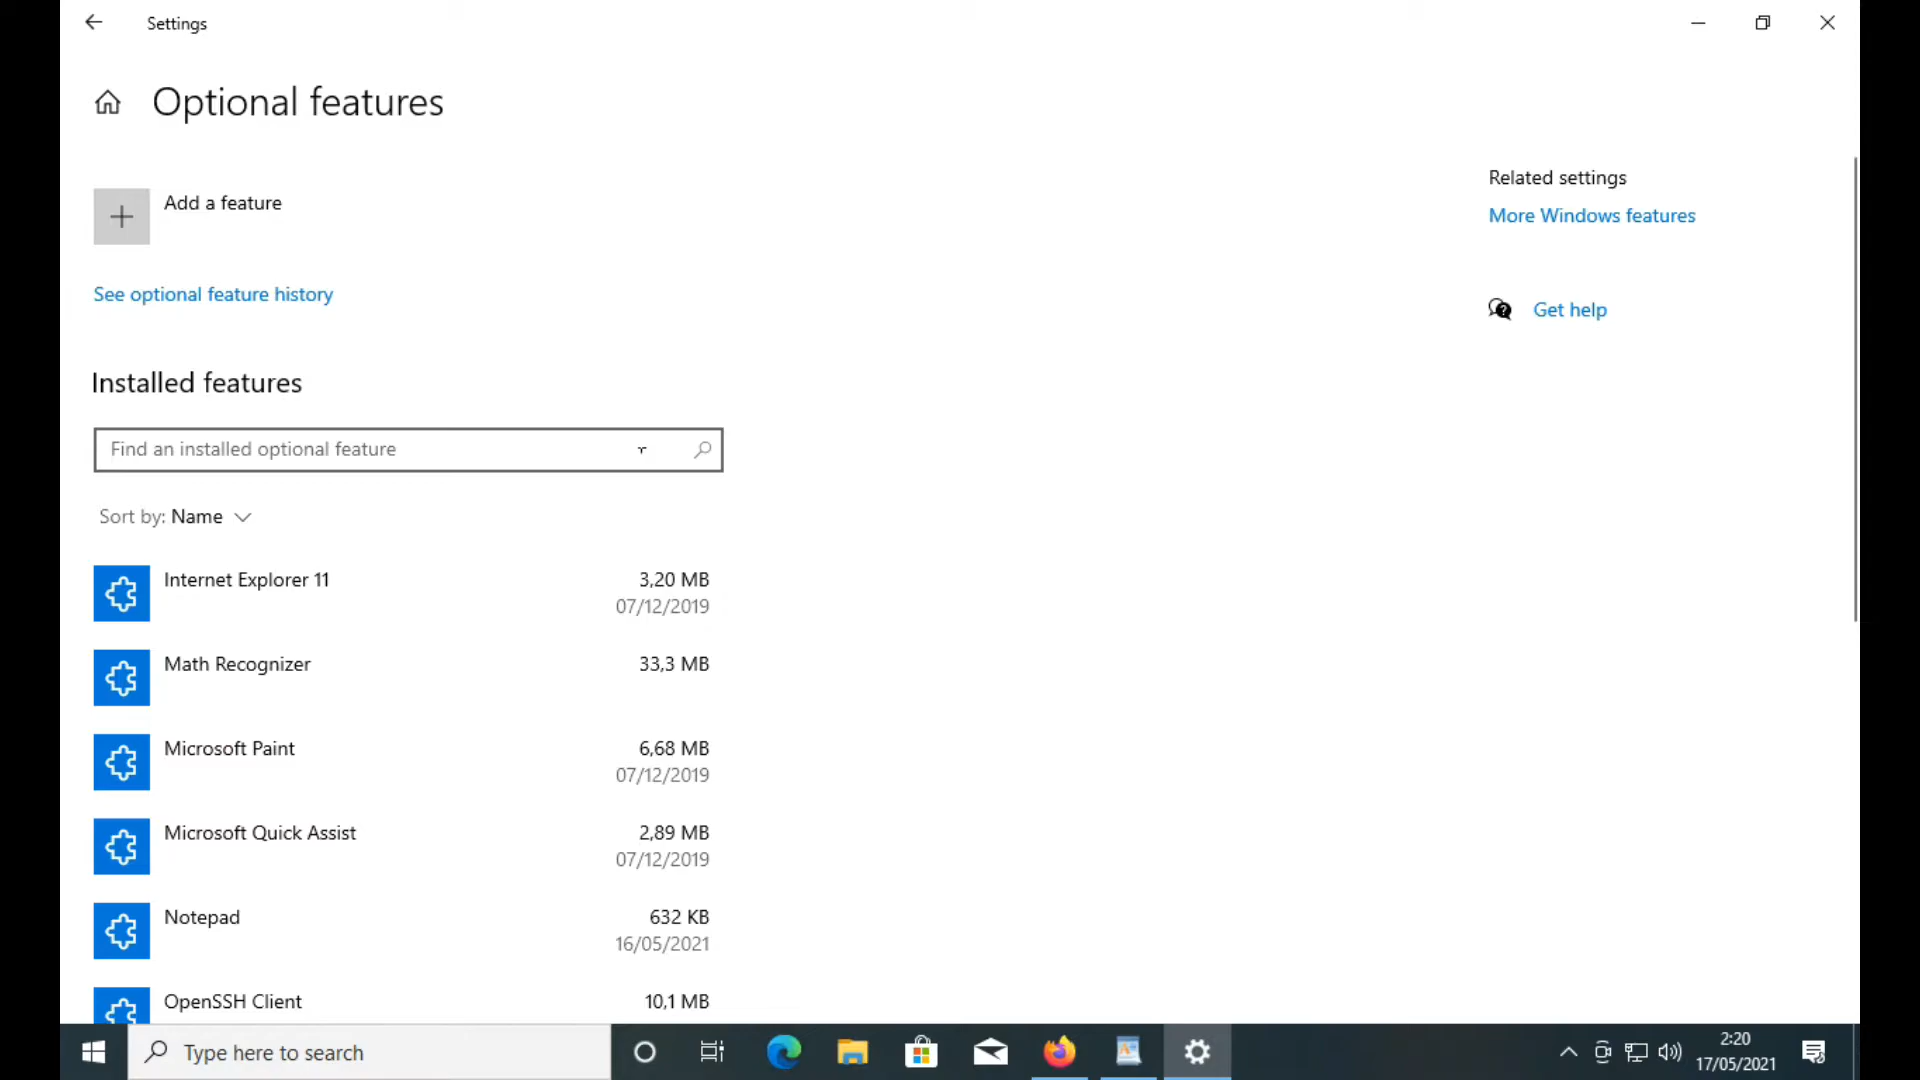 Settings
Optional features
Add a feature
See optional feature history
Installed features
Find an installed optional feature
Sort by: Name
Internet Explorer 11
3,20 MB
07/12/2019
Math Recognizer
33,3 MB
Microsoft Paint
6,68 MB
07/12/2019
Microsoft Quick Assist
2,89 MB
07/12/2019
Notepad
632 KB
16/05/2021
OpenSSH Client
10,1 MB
Related settings
More Windows features
Get help
Type here to search
2:20
17/05/2021